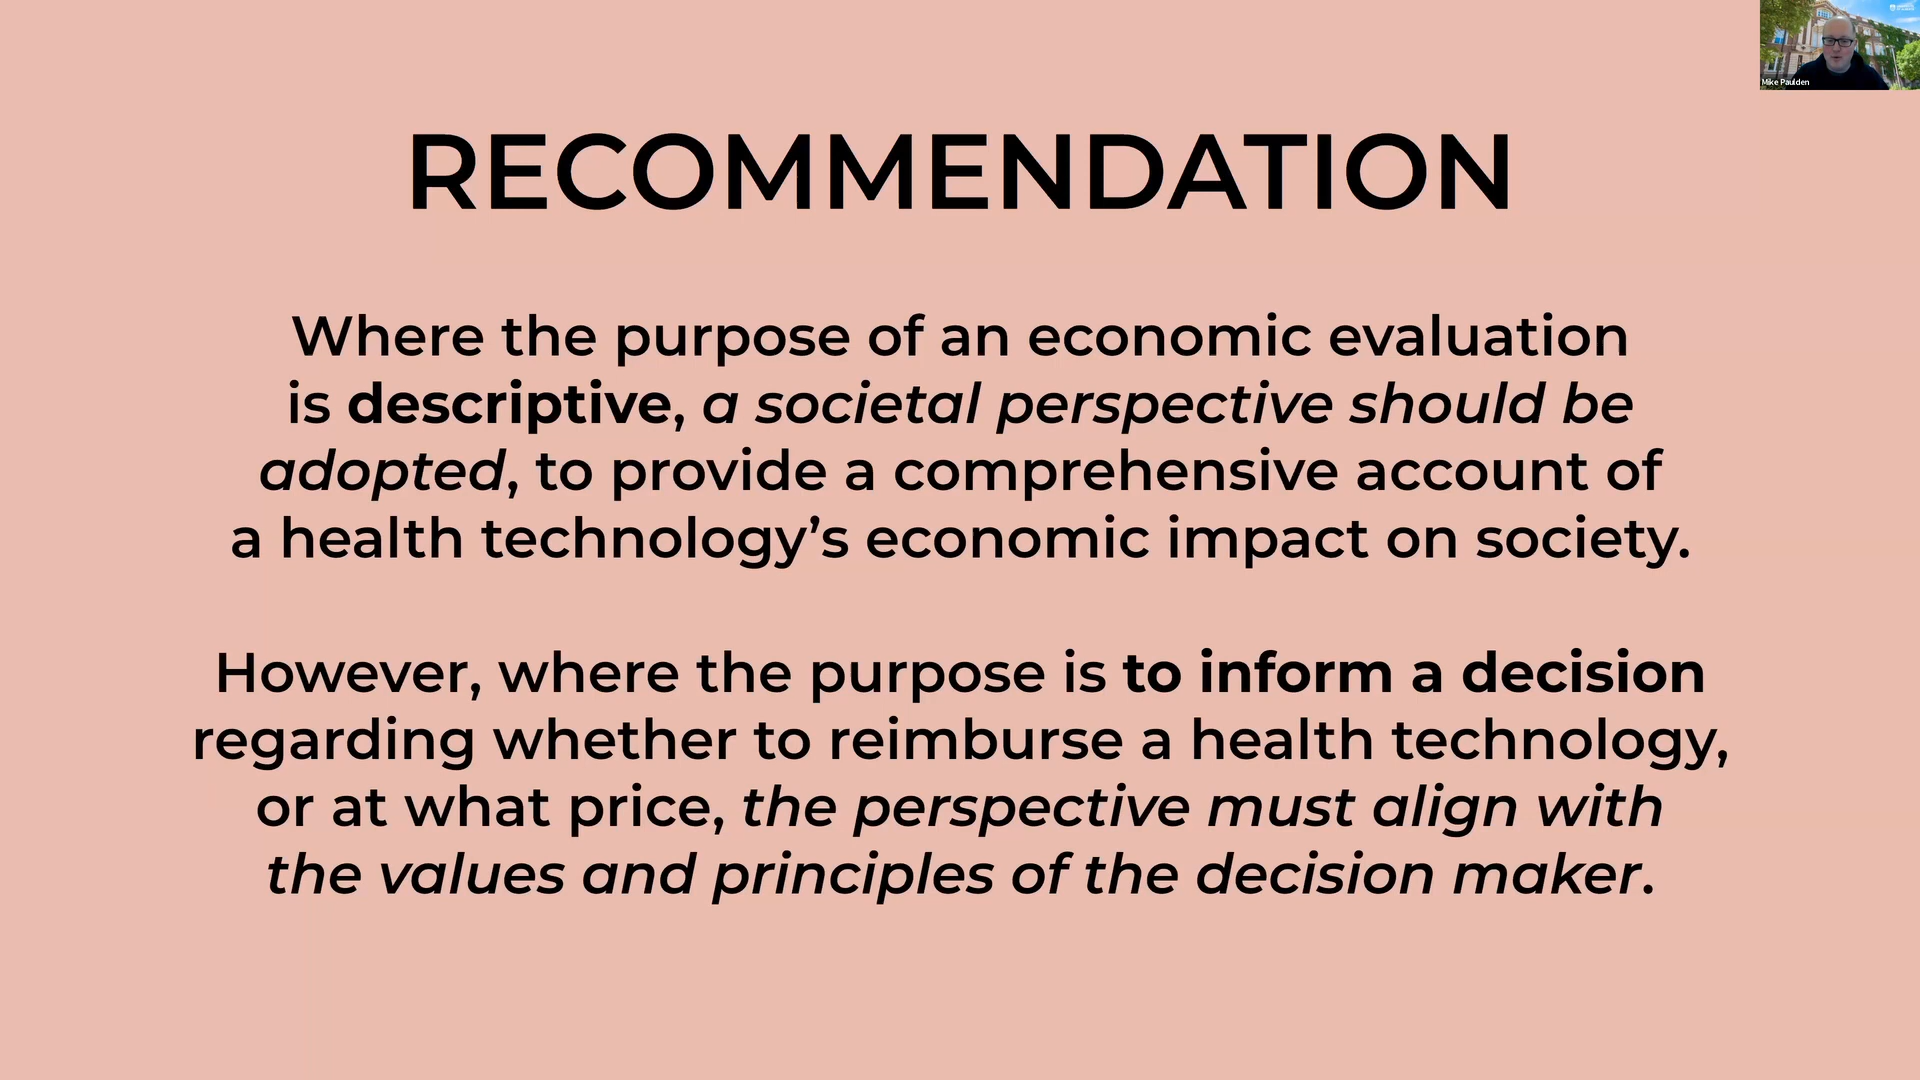 Mike Paulden
RECOMMENDATION
Where the purpose of an economic evaluation
is descriptive, a societal perspective should be
adopted, to provide a comprehensive account of
a health technology’s economic impact on society.
However, where the purpose is to inform a decision
regarding whether to reimburse a health technology,
or at what price, the perspective must align with
the values and principles of the decision maker.